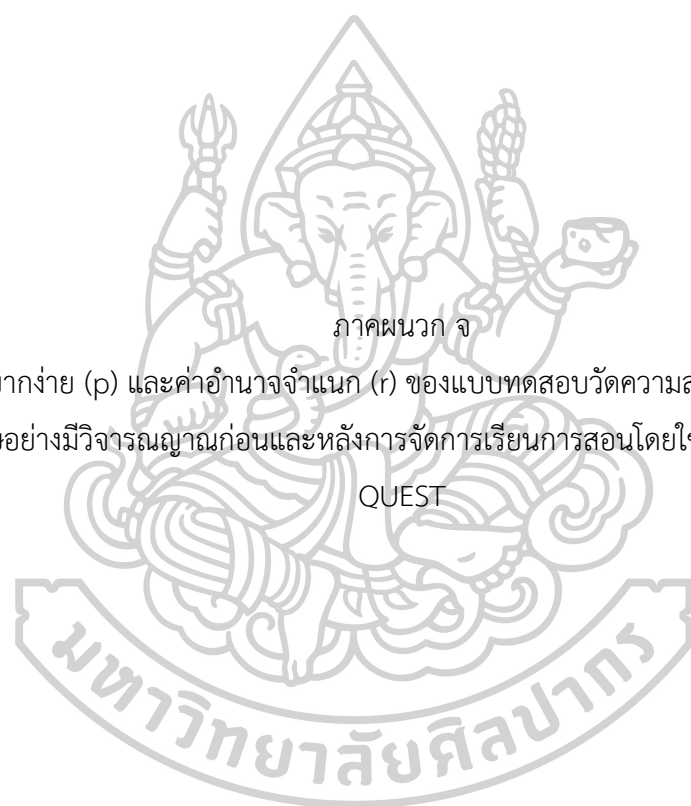 ภาคผนวก จ
ยากง่าย (p) และค่าอำนาจจำแนก (r) ของแบบทดสอบวัดความส
อย่างมีวิจารณญาณก่อนและหลังการจัดการเรียนการสอนโดยใช
QUEST
มหาวิทยาลัยศิลปากร